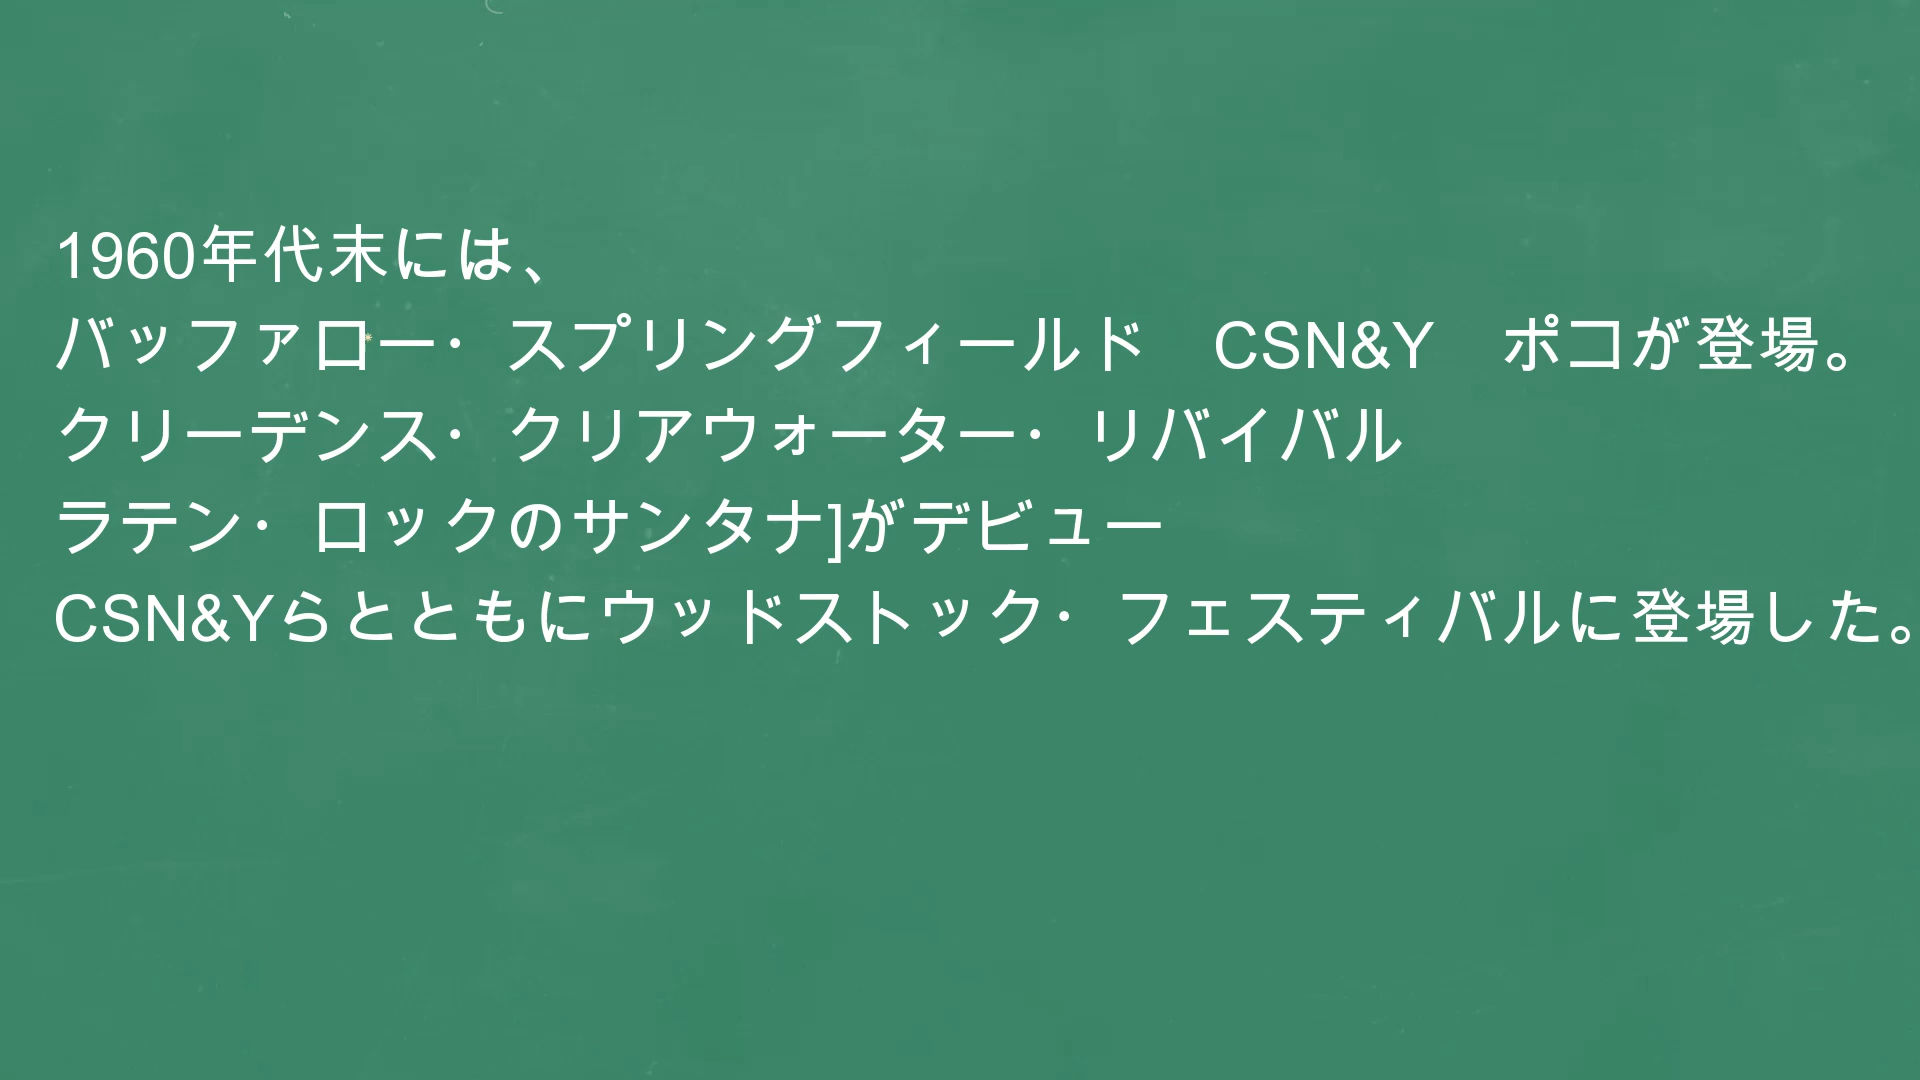 1960年代末には、
バッファロー・スプリングフィールド　CSN&Y　ポコが登場。
クリーデンス・クリアウォーター・リバイバル
ラテン・ロックのサンタナ]がデビュー
CSN&Yらとともにウッドストック・フェスティバルに登場した。